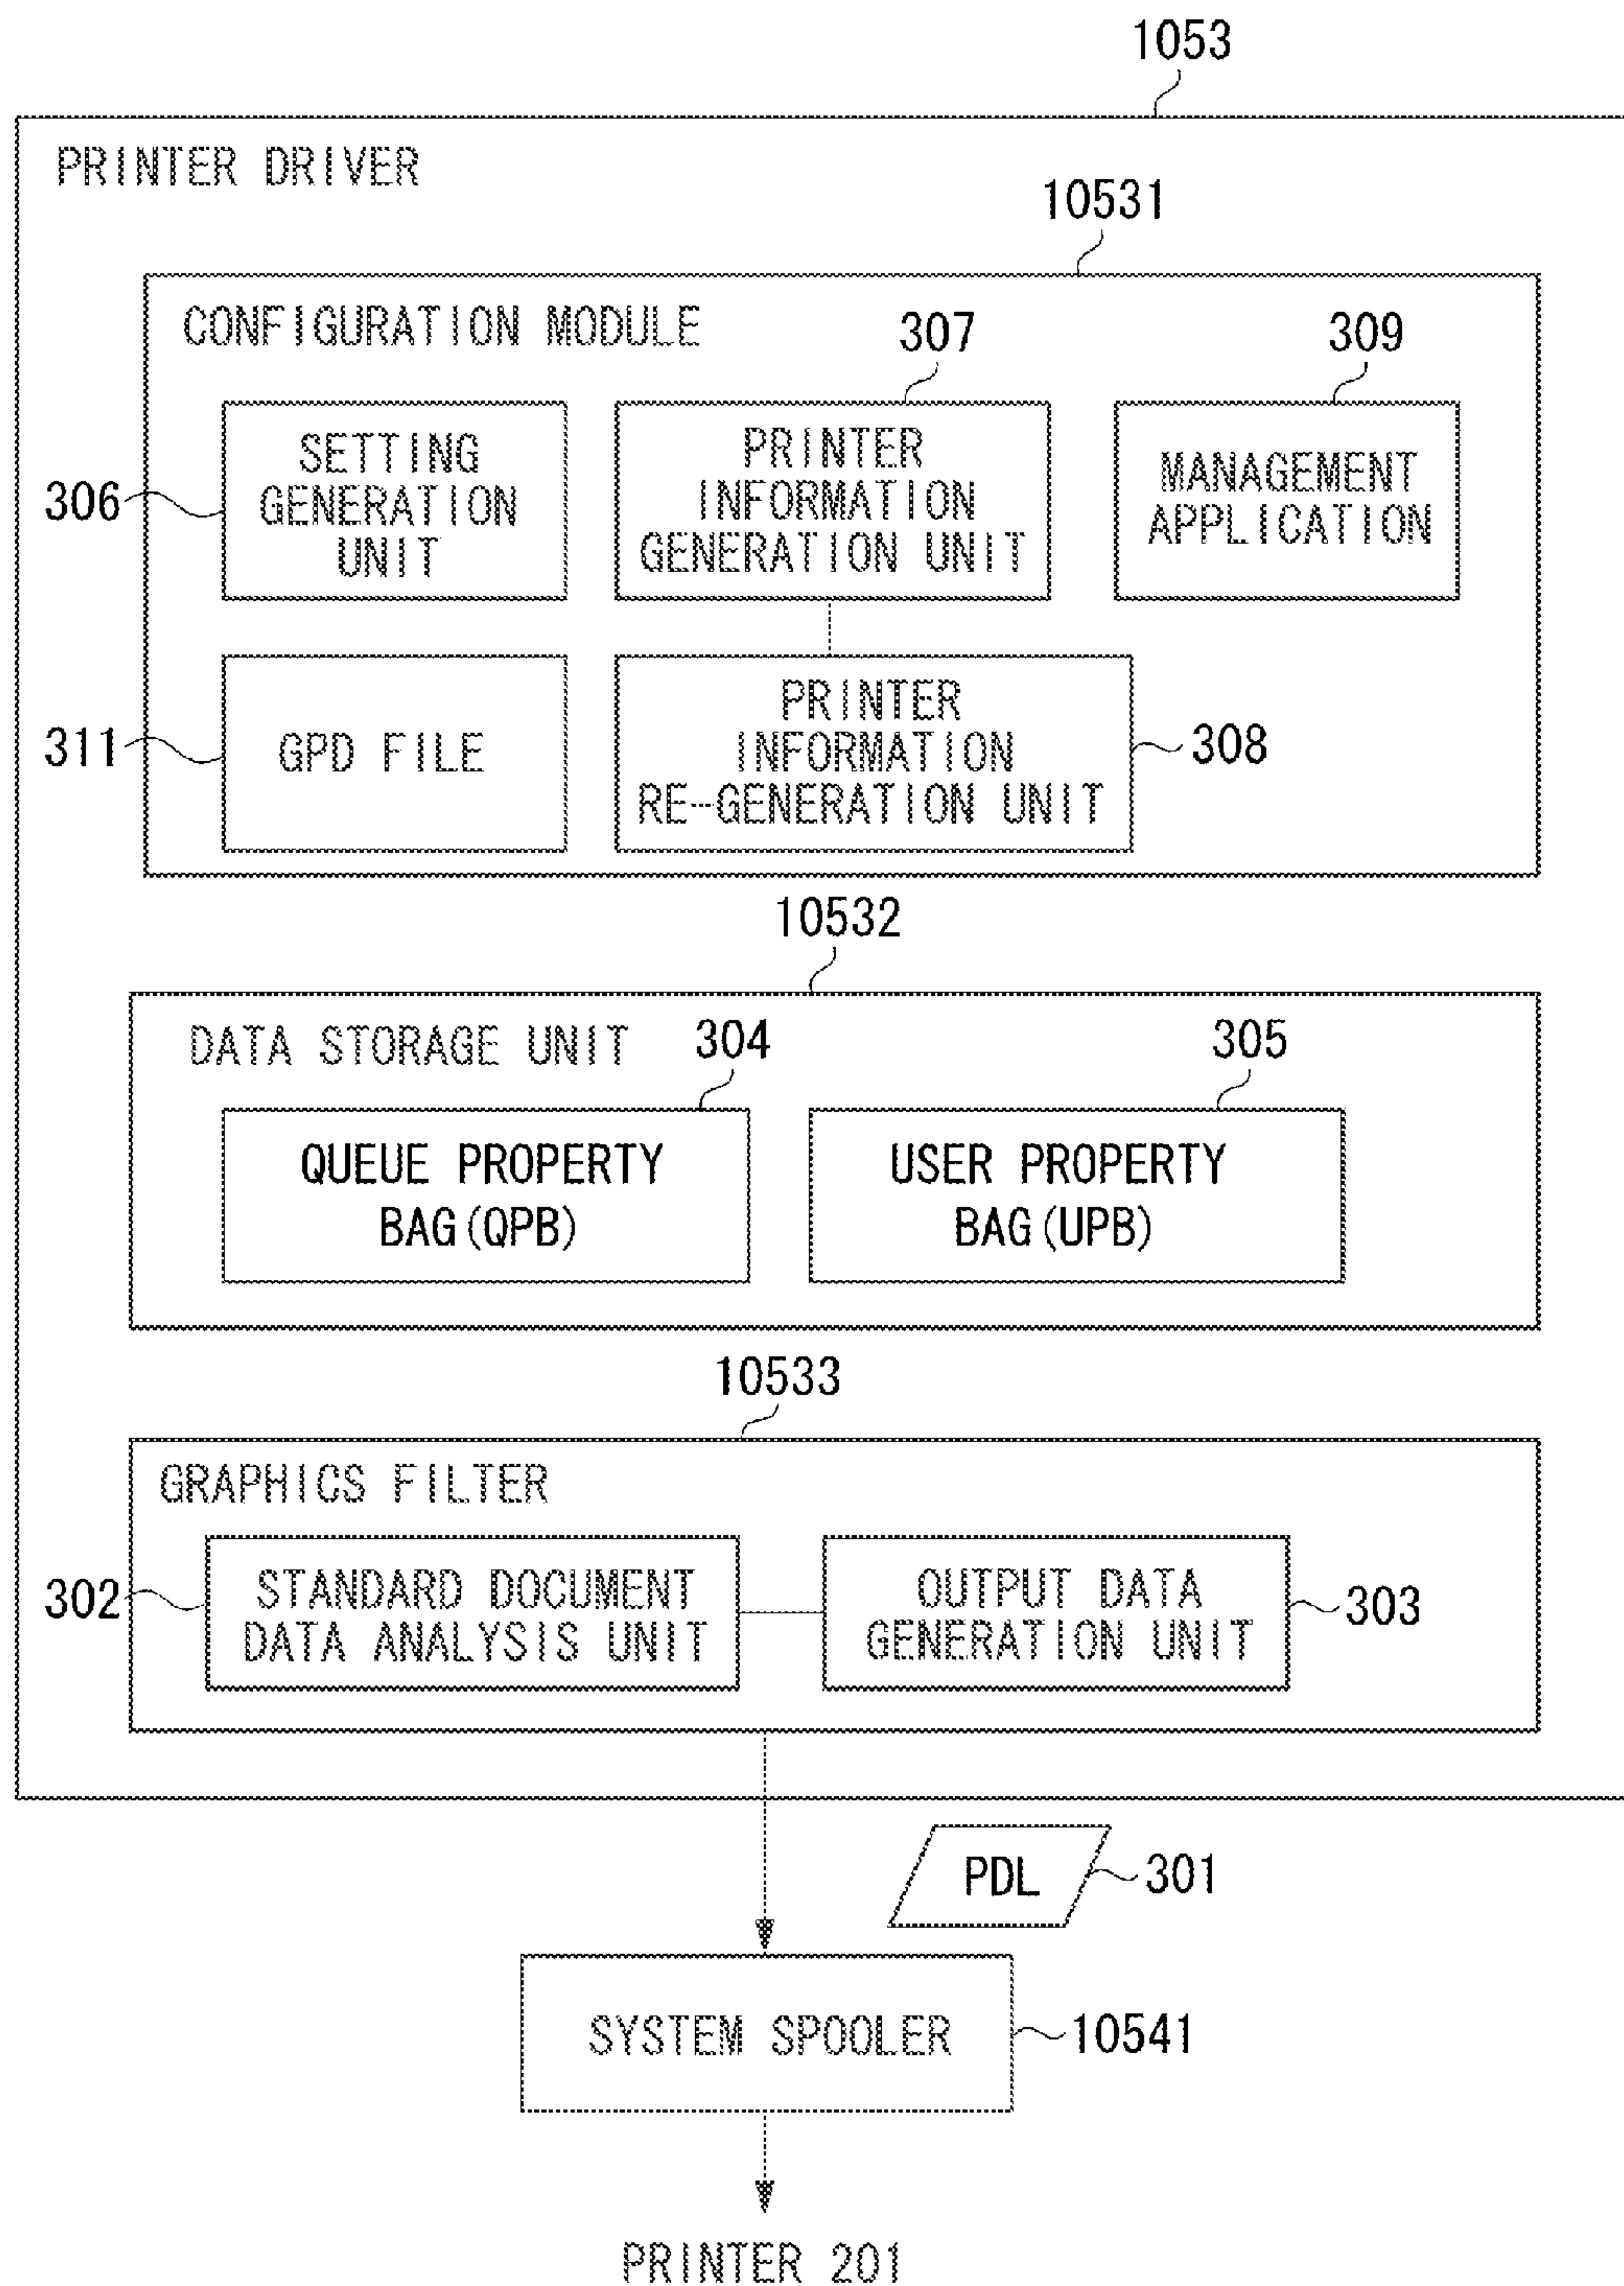 1053
PRINTER DRIVER
10531
CONFIGURATION MODULE
307
309
306
SETTING
GENERATION
UNIT
PRINTER
INFORMATION
GENERATION UNIT
MANAGEMENT
APPLICATION
311
GPD FILE
PRINTER
INFORMATION
RE-GENERATION UNIT
308
10532
DATA STORAGE UNIT
304
305
QUEUE PROPERTY
BAG(QPB)
USER PROPERTY
BAG(UPB)
10533
GRAPHICS FILTER
302
STANDARD DOCUMENT
DATA ANALYSIS UNIT
OUTPUT DATA
GENERATION UNIT
303
PDL
301
SYSTEM SPOOLER
10541
PRINTER 201